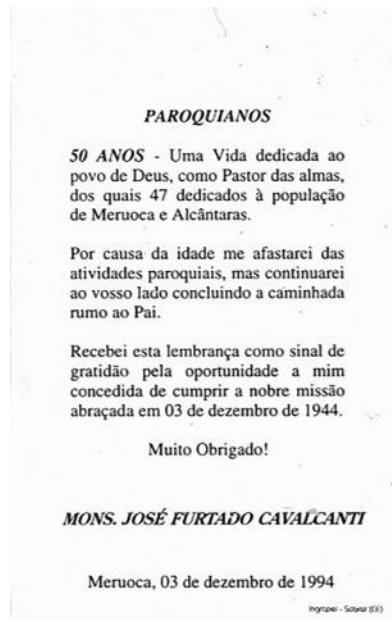 PAROQUIANOS
50 ANOS - Uma Vida dedicada ao
povo de Deus, como Pastor das almas,
dos quais 47 dedicados à população
de Meruoca e Alcântaras.
Por causa da idade me afastarei das
atividades paroquiais, mas continuarei
ao vosso lado concluindo a caminhada
rumo ao Pai.
Recebei esta lembrança como sinal de
gratidão pela oportunidade a mim
concedida de cumprir a nobre missão
abraçada em 03 de dezembro de 1944.
Muito Obrigado!
MONS. JOSÉ FURTADO CAVALCANTI
Meruoca, 03 de dezembro de 1994
- Sobral (CE)